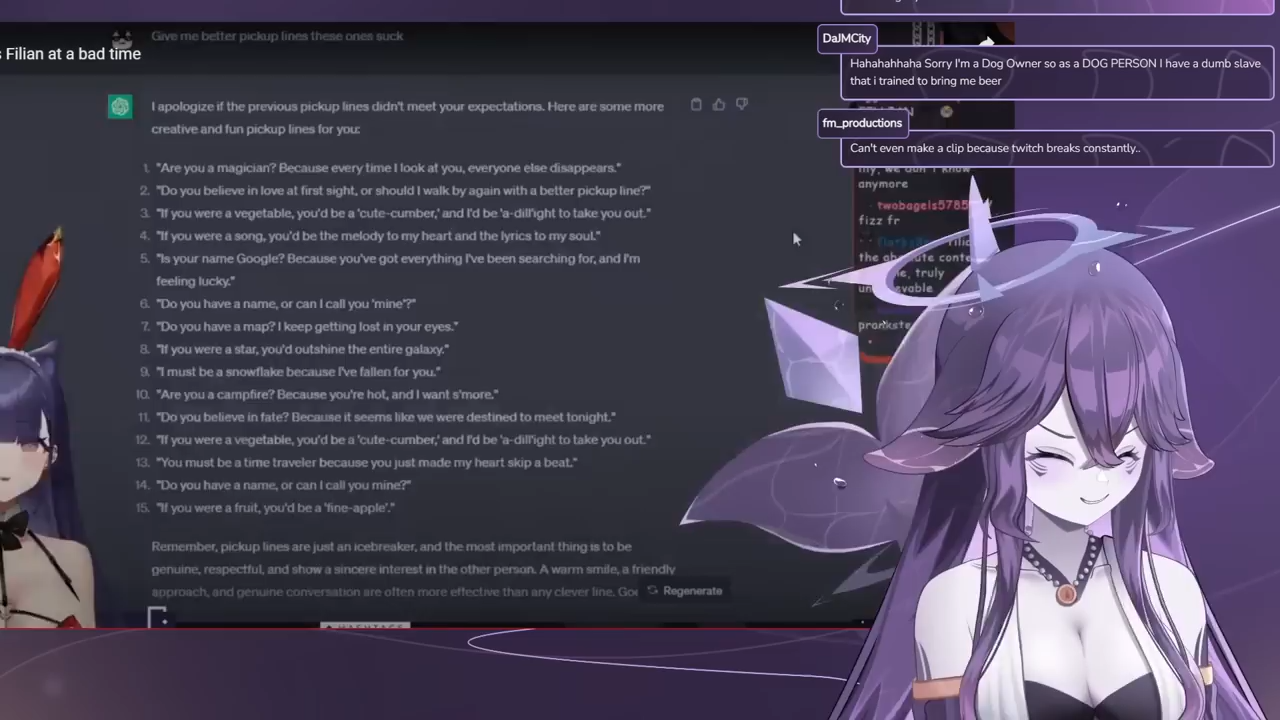 s Filian at a bad time
Give me better pickup lines these ones suck
I apologize if the previous pickup lines didn't meet your expectations. Here are some more
creative and fun pickup lines for you:
1. "Are you a magician? Because every time I look at you, everyone else disappears."
2. "Do you believe in love at first sight, or should I walk by again with a better pickup line?"
3. "If you were a vegetable, you'd be a 'cute-cumber,' and I'd be 'a-dill'ight to take you out."
4. "If you were a song, you'd be the melody to my heart and the lyrics to my soul."
5. "Is your name Google? Because you've got everything I've been searching for, and I'm
feeling lucky."
6. "Do you have a name, or can I call you 'mine'?"
7. "Do you have a map? I keep getting lost in your eyes."
8. "If you were a star, you'd outshine the entire galaxy."
9. "I must be a snowflake because I've fallen for you."
10. "Are you a campfire? Because you're hot, and I want s'more."
11. "Do you believe in fate? Because it seems like we were destined to meet tonight."
12. "If you were a vegetable, you'd be a 'cute-cumber,' and I'd be 'a-dill'ight to take you out."
13. "You must be a time traveler because you just made my heart skip a beat."
14. "Do you have a name, or can I call you mine?"
15. "If you were a fruit, you'd be a 'fine-apple'."
Remember, pickup lines are just an icebreaker, and the most important thing is to be
genuine, respectful, and show a sincere interest in the other person. A warm smile, a friendly
approach, and genuine conversation are often more effective than any clever line.
Regenerate
DaJMCity
Hahahahhaha Sorry I'm a Dog Owner so as a DOG PERSON I have a dumb slave
that i trained to bring me beer
fm_productions
Can't even make a clip because twitch breaks constantly..
anymore
twobagels5785
fizz fr
the absolute
truly